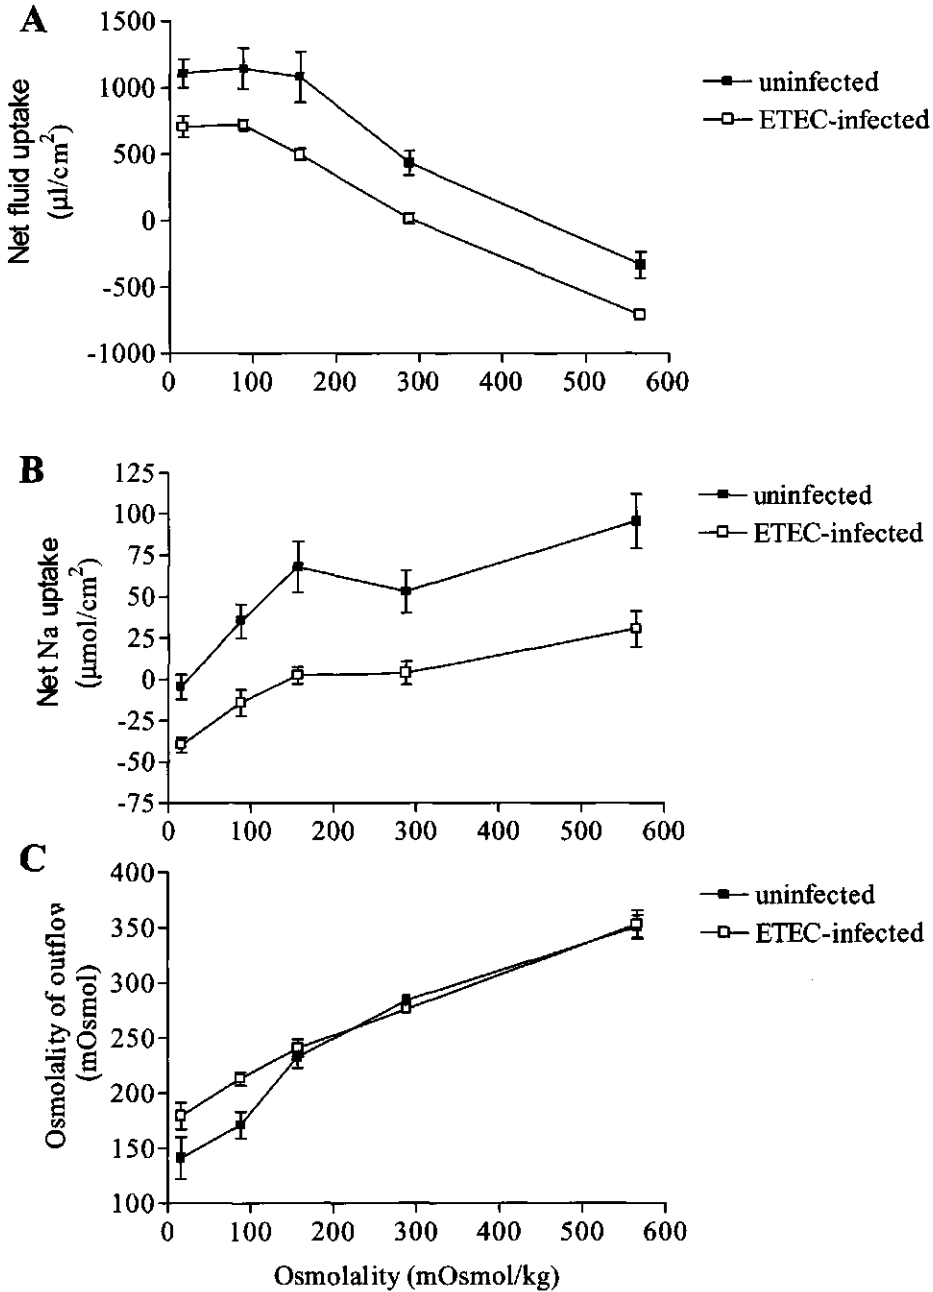 A
Net fluid uptake
(µl/cm²)
1500
1000
500
0
-500
-1000
0 100 200 300 400 500 600
uninfected
ETEC-infected
B
Net Na uptake
(µmol/cm²)
125
100
75
50
25
0
-25
-50
-75
0 100 200 300 400 500 600
uninfected
ETEC-infected
C
Osmolality of outflov
(mOsmol)
400
350
300
250
200
150
100
0 100 200 300 400 500 600
uninfected
ETEC-infected
Osmolality (mOsmol/kg)